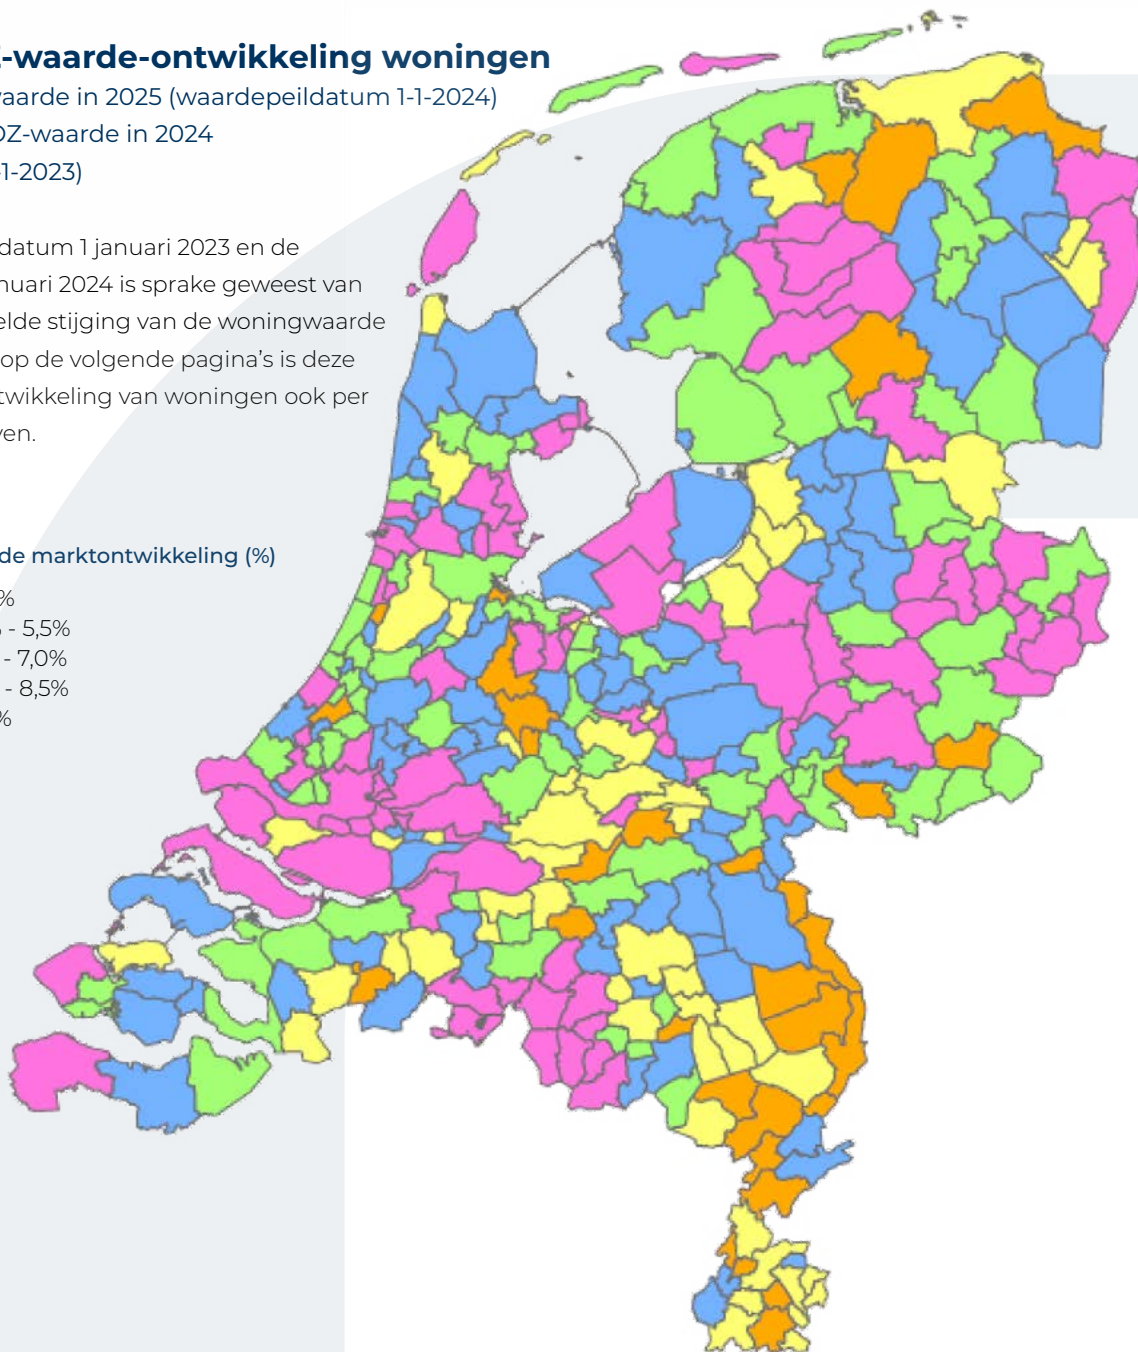 -waarde-ontwikkeling woningen
vaarde in 2025 (waardepeildatum 1-1-2024)
OZ-waarde in 2024
-1-2023)
datum 1 januari 2023 en de
nuari 2024 is sprake geweest van
elde stijging van de woningwaarde
op de volgende pagina's is deze
twikkeling van woningen ook per
ven.
de marktontwikkeling (%)
%
- 5,5%
- 7,0%
- 8,5%
%